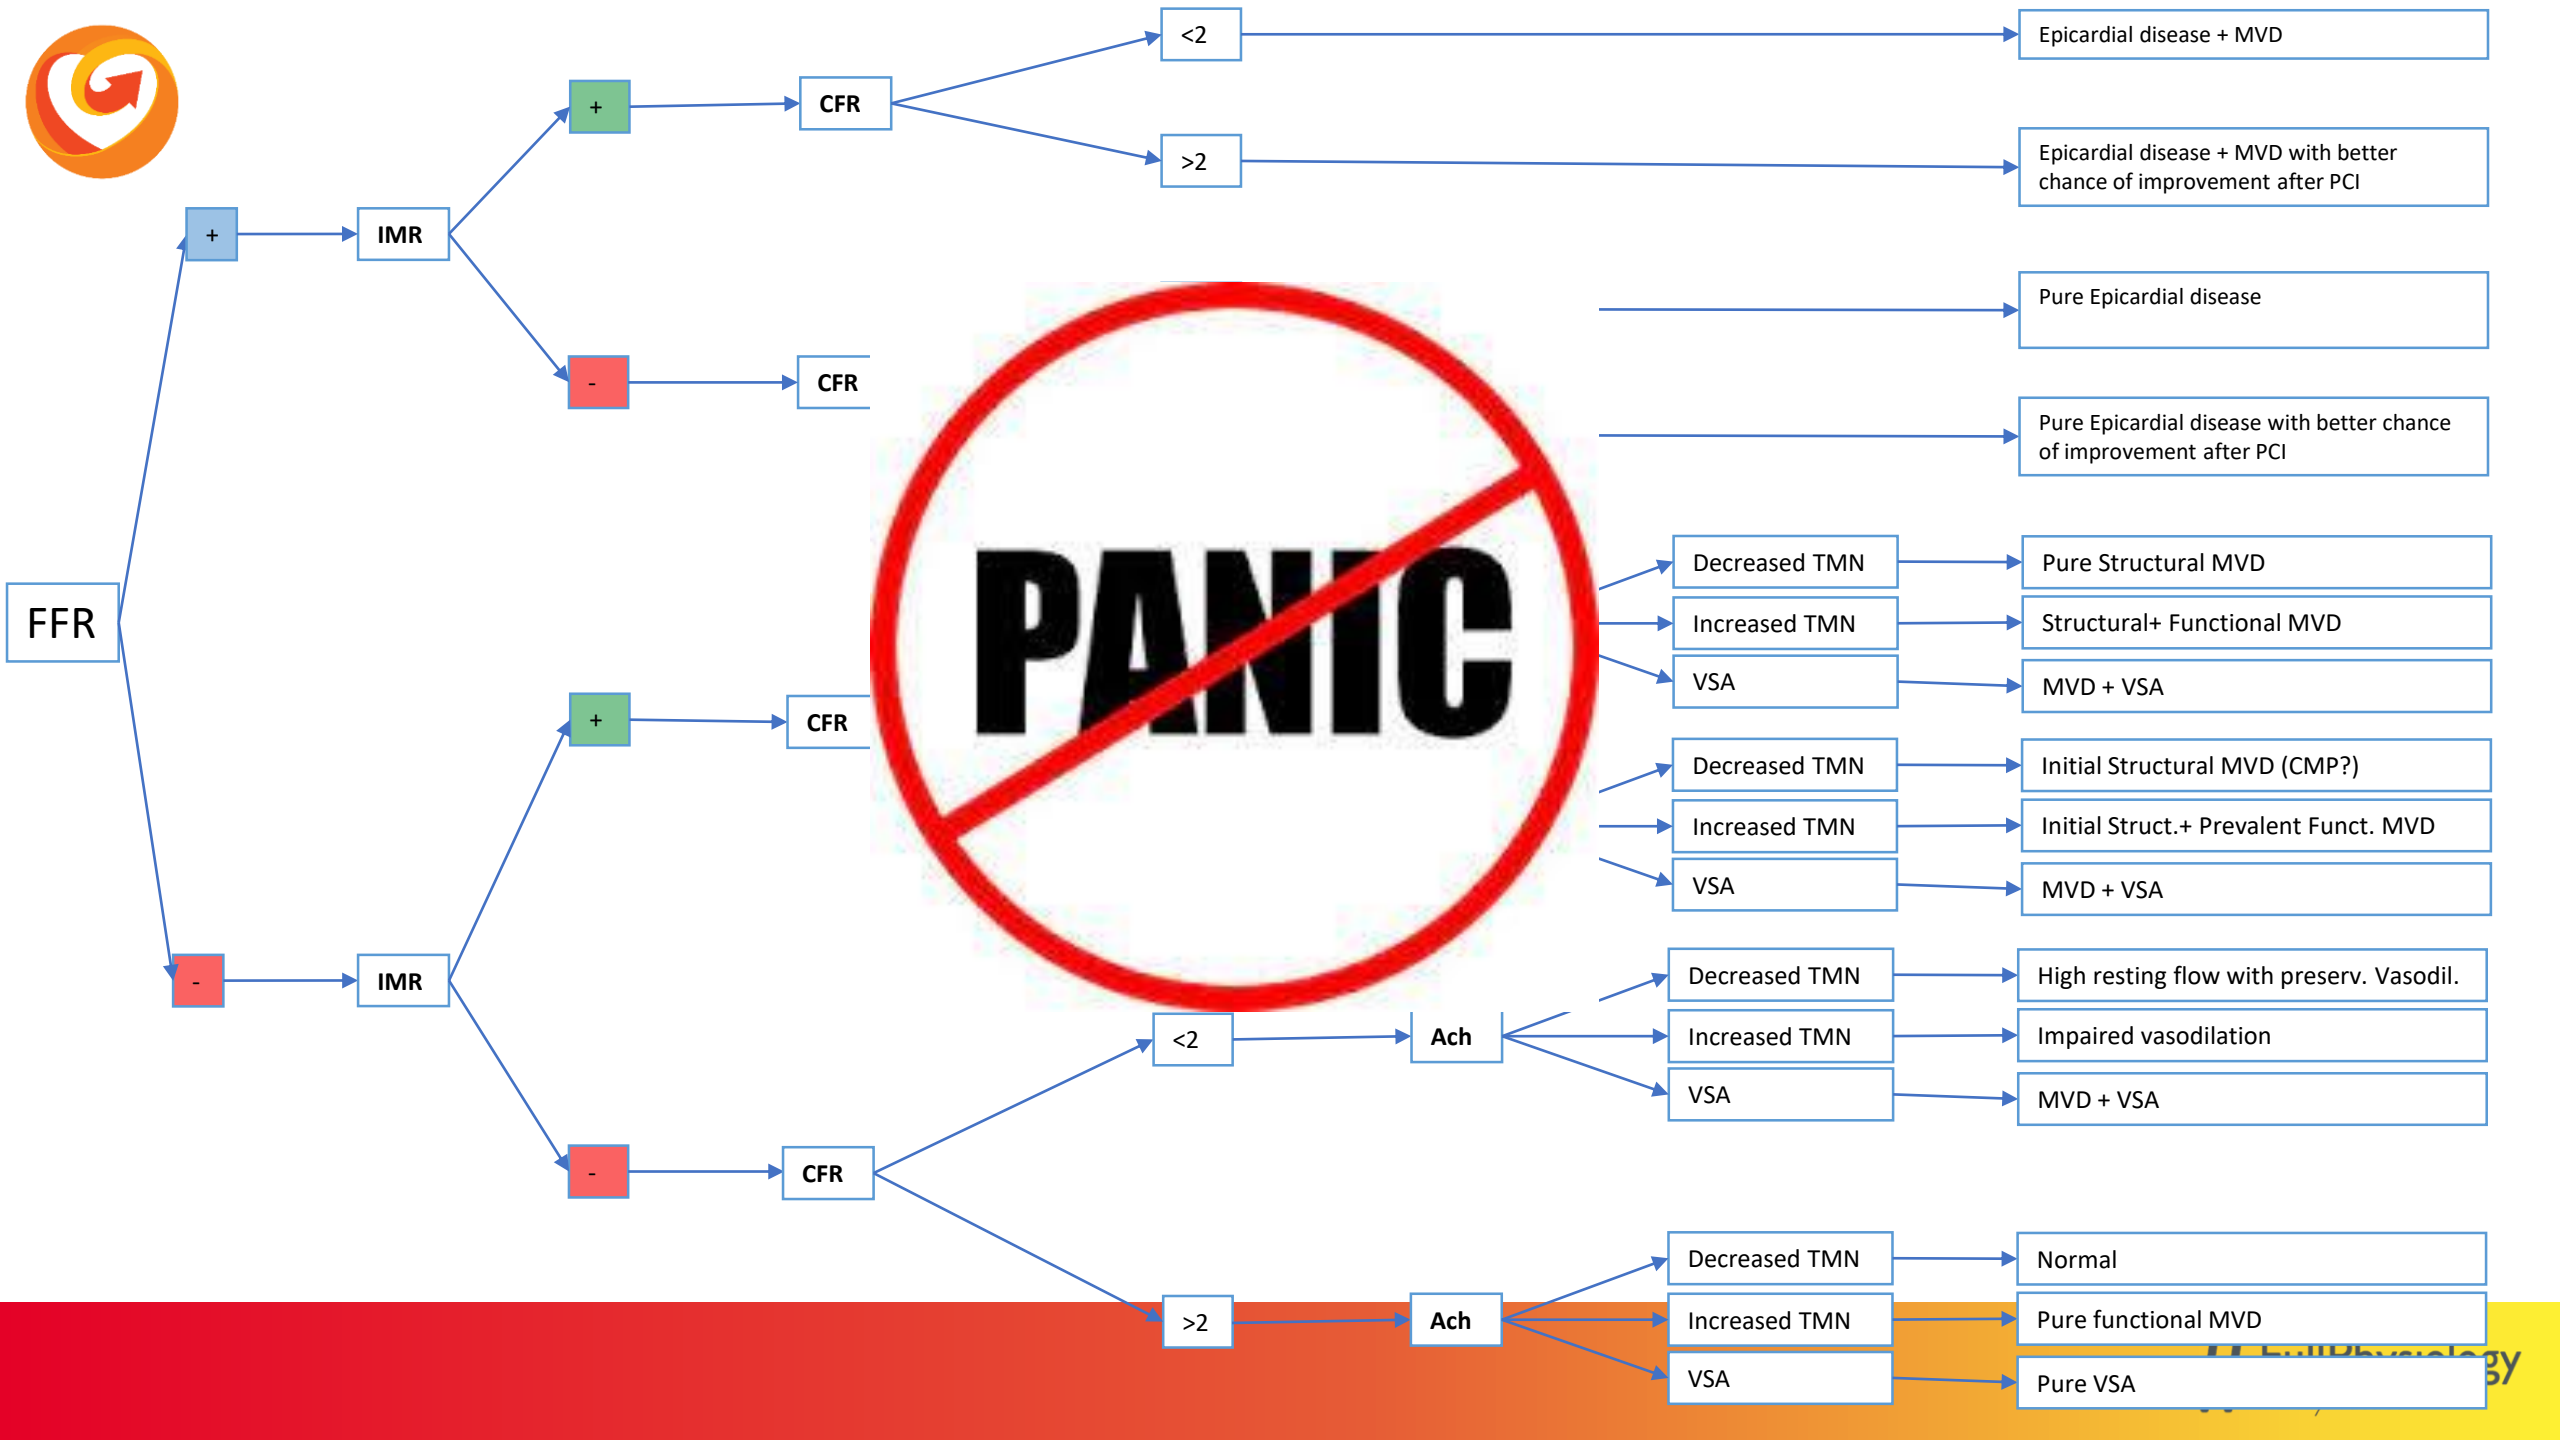 <2
Epicardial disease + MVD
+
CFR
>2
Epicardial disease + MVD with better
chance of improvement after PCI
+
IMR
Pure Epicardial disease
-
CFR
Pure Epicardial disease with better chance
of improvement after PCI
PANIC
FFR
Decreased TMN
Pure Structural MVD
Increased TMN
Structural+ Functional MVD
VSA
MVD + VSA
+
CFR
Decreased TMN
Initial Structural MVD (CMP?)
Increased TMN
Initial Struct.+ Prevalent Funct. MVD
VSA
MVD + VSA
-
IMR
Decreased TMN
High resting flow with preserv. Vasodil.
<2
Ach
Increased TMN
Impaired vasodilation
VSA
MVD + VSA
-
CFR
Decreased TMN
Normal
>2
Ach
Increased TMN
Pure functional MVD
VSA
Pure VSA
FullPhysiology